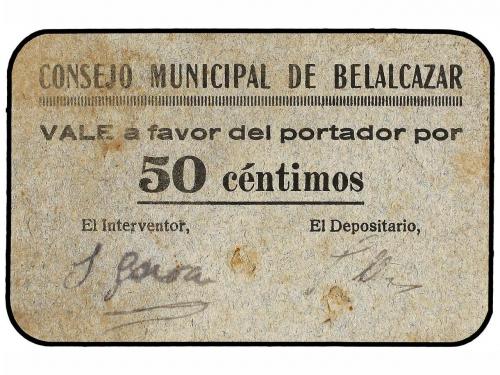 CONSEJO MUNICIPAL DE BELALCAZAR
VALE a favor del portador por
50 céntimos
El Interventor, El Depositario,